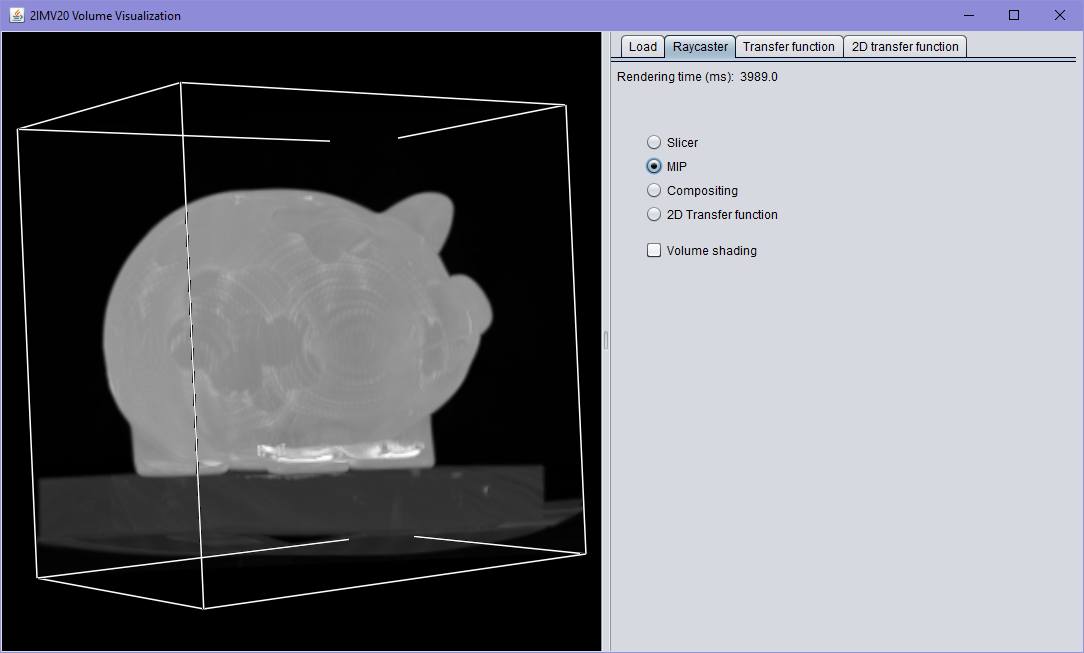 2IMV20 Volume Visualization
Load Raycaster Transfer function 2D transfer function
Rendering time (ms): 3989.0
Slicer
MIP
Compositing
2D Transfer function
Volume shading